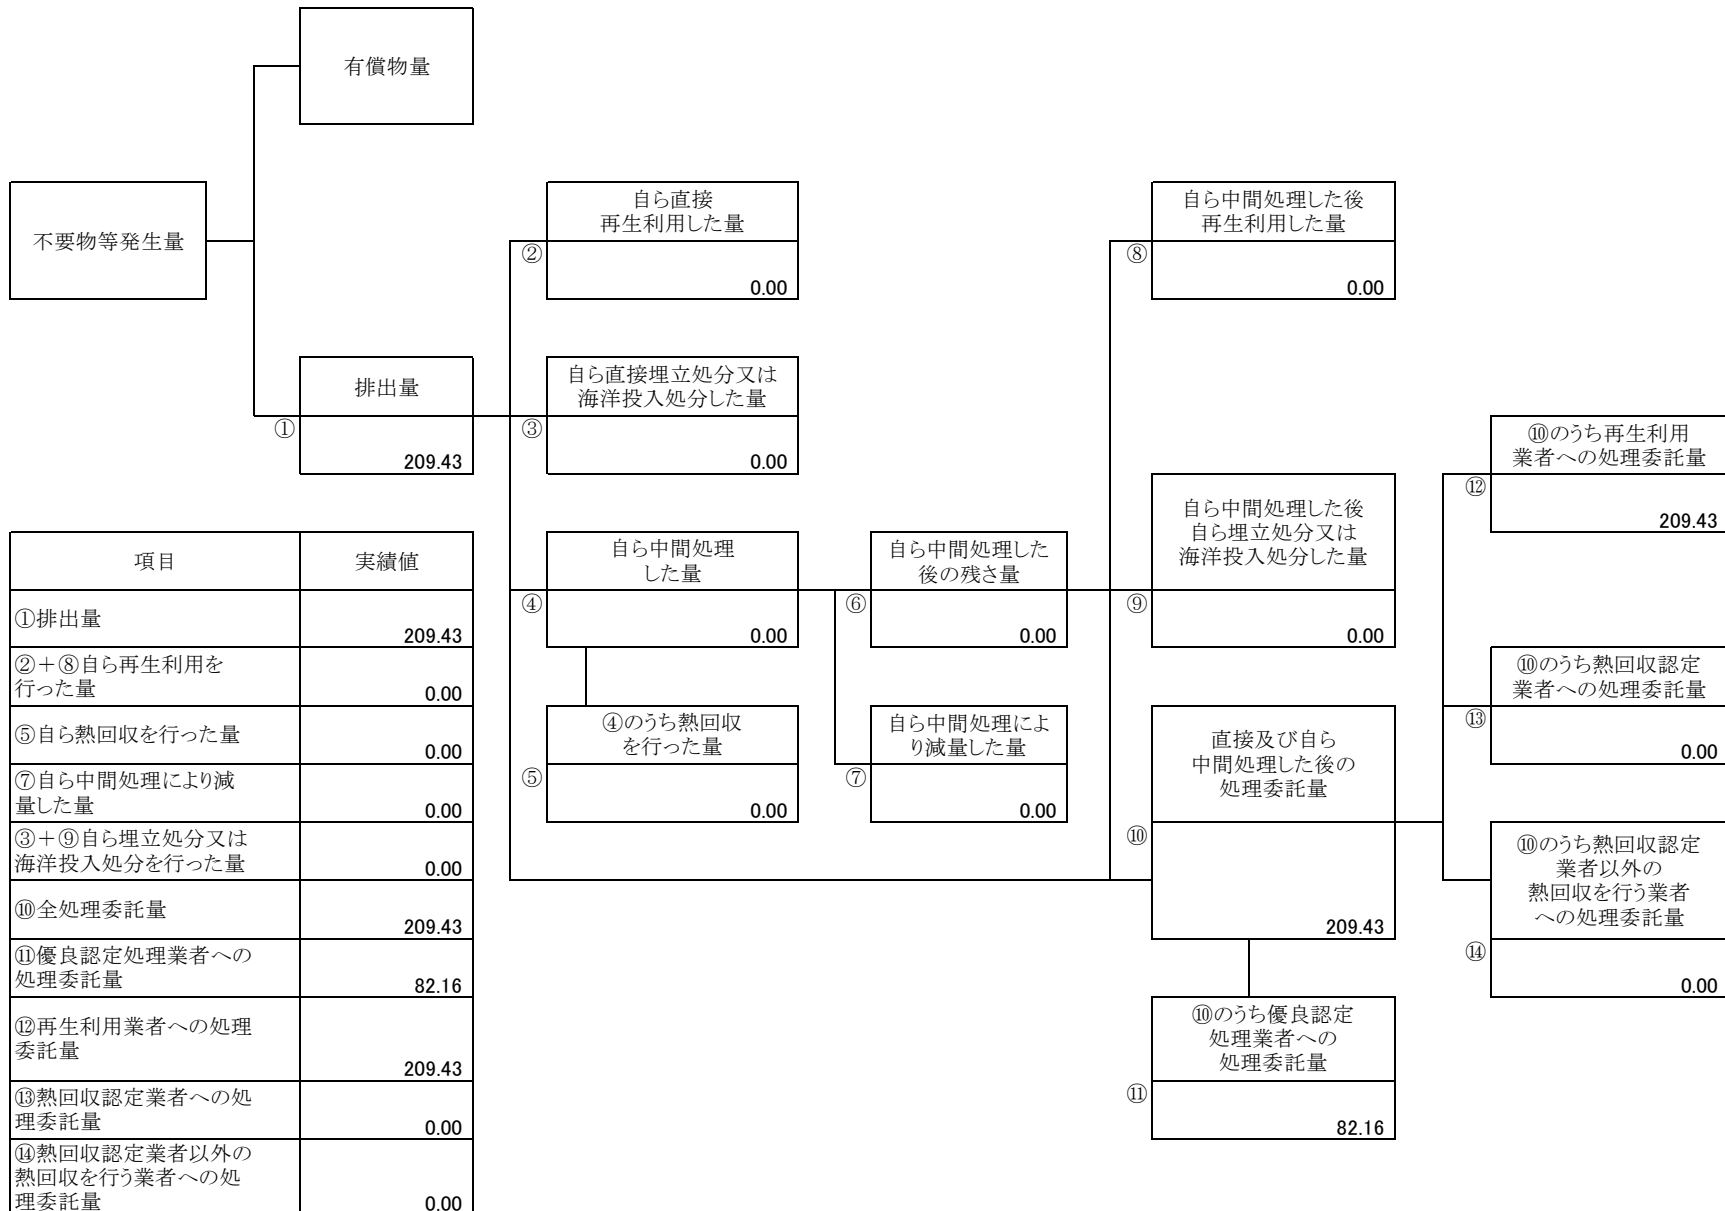 有償物量
不要物等発生量
自ら直接
再生利用した量
②
0.00
自ら中間処理した後
再生利用した量
⑧
0.00
排出量
①
209.43
自ら直接埋立処分又は
海洋投入処分した量
③
0.00
⑩のうち再生利用
業者への処理委託量
⑫
209.43
自ら中間処理
した量
④
0.00
自ら中間処理した
後の残さ量
⑥
0.00
自ら中間処理した後
自ら埋立処分又は
海洋投入処分した量
⑨
0.00
⑩のうち熱回収認定
業者への処理委託量
⑬
0.00
④のうち熱回収
を行った量
⑤
0.00
自ら中間処理によ
り減量した量
⑦
0.00
直接及び自ら
中間処理した後の
処理委託量
⑩
209.43
⑩のうち熱回収認定
業者以外の
熱回収を行う業者
への処理委託量
⑭
0.00
⑩のうち優良認定
処理業者への
処理委託量
⑪
82.16
項目 実績値
①排出量
209.43
②＋⑧自ら再生利用を
行った量
0.00
⑤自ら熱回収を行った量
0.00
⑦自ら中間処理により減
量した量
0.00
③＋⑨自ら埋立処分又は
海洋投入処分を行った量
0.00
⑩全処理委託量
209.43
⑪優良認定処理業者への
処理委託量
82.16
⑫再生利用業者への処理
委託量
209.43
⑬熱回収認定業者への処
理委託量
0.00
⑭熱回収認定業者以外の
熱回収を行う業者への処
理委託量
0.00